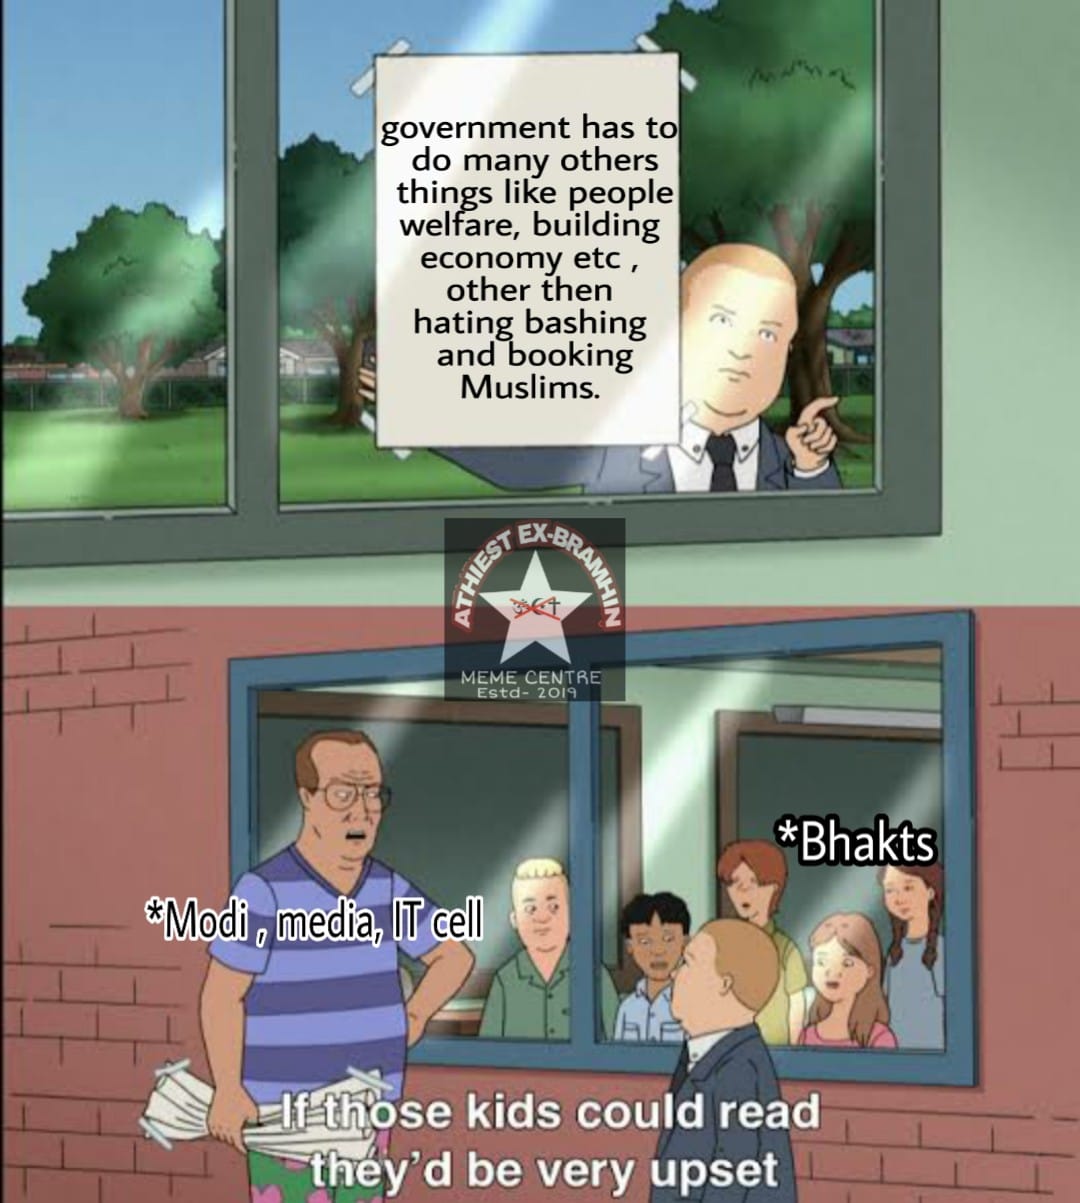 government has to
do many others
things like people
welfare, building
economy etc ,
other then
hating bashing
and booking
Muslims.
ATHIEST EX-BRAMHIN
MEME CENTRE
Estd- 2019
*Bhakts
*Modi , media, IT cell
If those kids could read
they'd be very upset